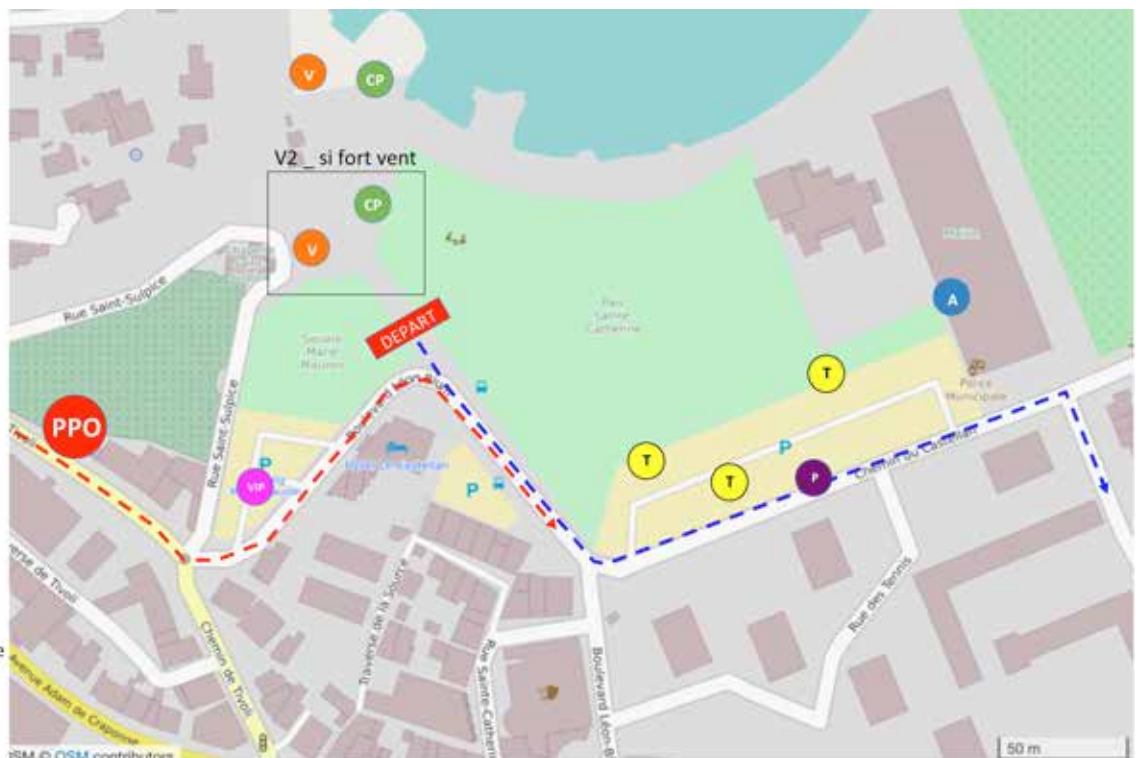 V
CP
V2 _ si fort vent
CP
V
Rue Saint-Sulpice
DEPART
Parc
Sainte
Catherine
A
T
Square
Marie
Mauron
Rue Saint Sulpice
PPO
Police
Municipale
T
P
Chemin du Castellan
P
VIP
P
T
P
Rue des Tennis
Traverse de la Source
Chemin de Tivoli
Rue Sainte-Catherin
Boulevard Léon-B
verse de Tivoli
e
Avenue Adam de Craponne
OSM contributors
50 m